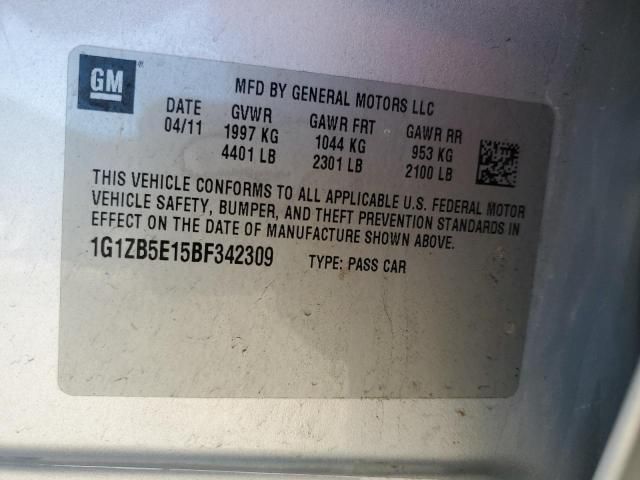 GM
MFD BY GENERAL MOTORS LLC
DATE GVWR GAWR FRT GAWR RR
04/11 1997 KG 1044 KG 953 KG
4401 LB 2301 LB 2100 LB
THIS VEHICLE CONFORMS TO ALL APPLICABLE U.S. FEDERAL MOTOR
VEHICLE SAFETY, BUMPER, AND THEFT PREVENTION STANDARDS IN
EFFECT ON THE DATE OF MANUFACTURE SHOWN ABOVE.
1G1ZB5E15BF342309 TYPE: PASS CAR